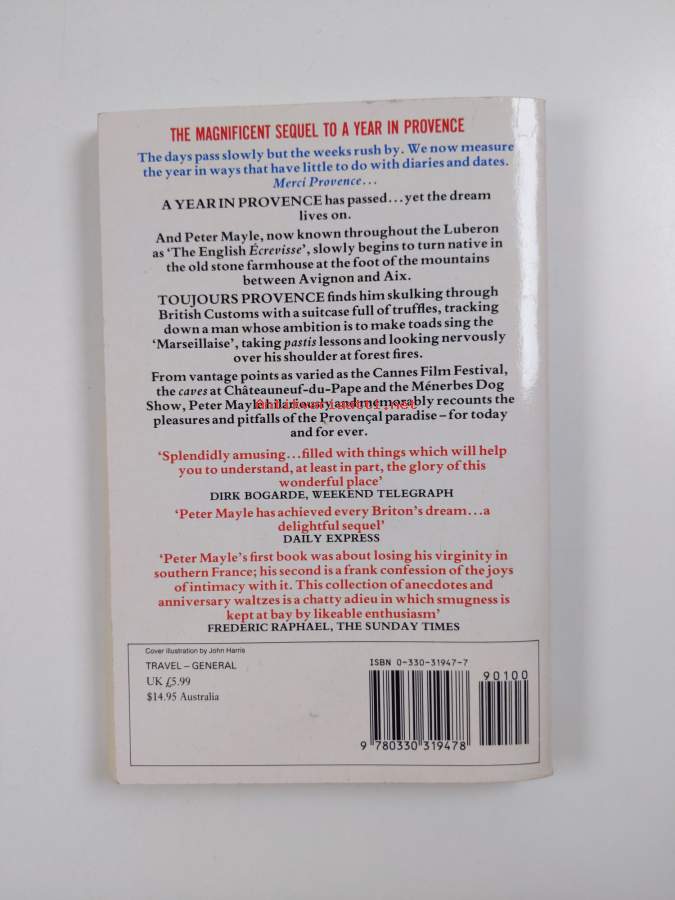 THE MAGNIFICENT SEQUEL TO A YEAR IN PROVENCE
The days pass slowly but the weeks rush by. We now measure
the year in ways that have little to do with diaries and dates.
Merci Provence...
A YEAR IN PROVENCE has passed...yet the dream
lives on.
And Peter Mayle, now known throughout the Luberon
as ‘The English Écrevisse’, slowly begins to turn native in
the old stone farmhouse at the foot of the mountains
between Avignon and Aix.
TOUJOURS PROVENCE finds him skulking through
British Customs with a suitcase full of truffles, tracking
down a man whose ambition is to make toads sing the
‘Marseillaise’, taking pastis lessons and looking nervously
over his shoulder at forest fires.
From vantage points as varied as the Cannes Film Festival,
the caves at Châteauneuf-du-Pape and the Ménerbes Dog
Show, Peter Mayle hilariously and memorably recounts the
pleasures and pitfalls of the Provençal paradise – for today
and for ever.
‘Splendidly amusing...filled with things which will help
you to understand, at least in part, the glory of this
wonderful place’
DIRK BOGARDE, WEEKEND TELEGRAPH
‘Peter Mayle has achieved every Briton's dream...a
delightful sequel’
DAILY EXPRESS
‘Peter Mayle's first book was about losing his virginity in
southern France; his second is a frank confession of the joys
of intimacy with it. This collection of anecdotes and
anniversary waltzes is a chatty adieu in which smugness is
kept at bay by likeable enthusiasm’
FREDERIC RAPHAEL, THE SUNDAY TIMES
Cover illustration by John Harris
TRAVEL – GENERAL
UK £5.99
$14.95 Australia
ISBN 0-330-31947-7
90100
9 780330 319478